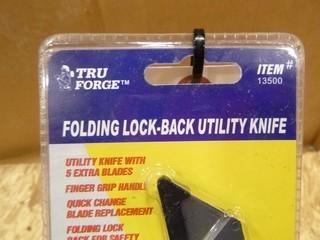 TRU
FORGE™
ITEM#
13500
FOLDING LOCK-BACK UTILITY KNIFE
UTILITY KNIFE WITH
5 EXTRA BLADES
FINGER GRIP HANDLE
QUICK CHANGE
BLADE REPLACEMENT
FOLDING LOCK
BACK FOR SAFETY